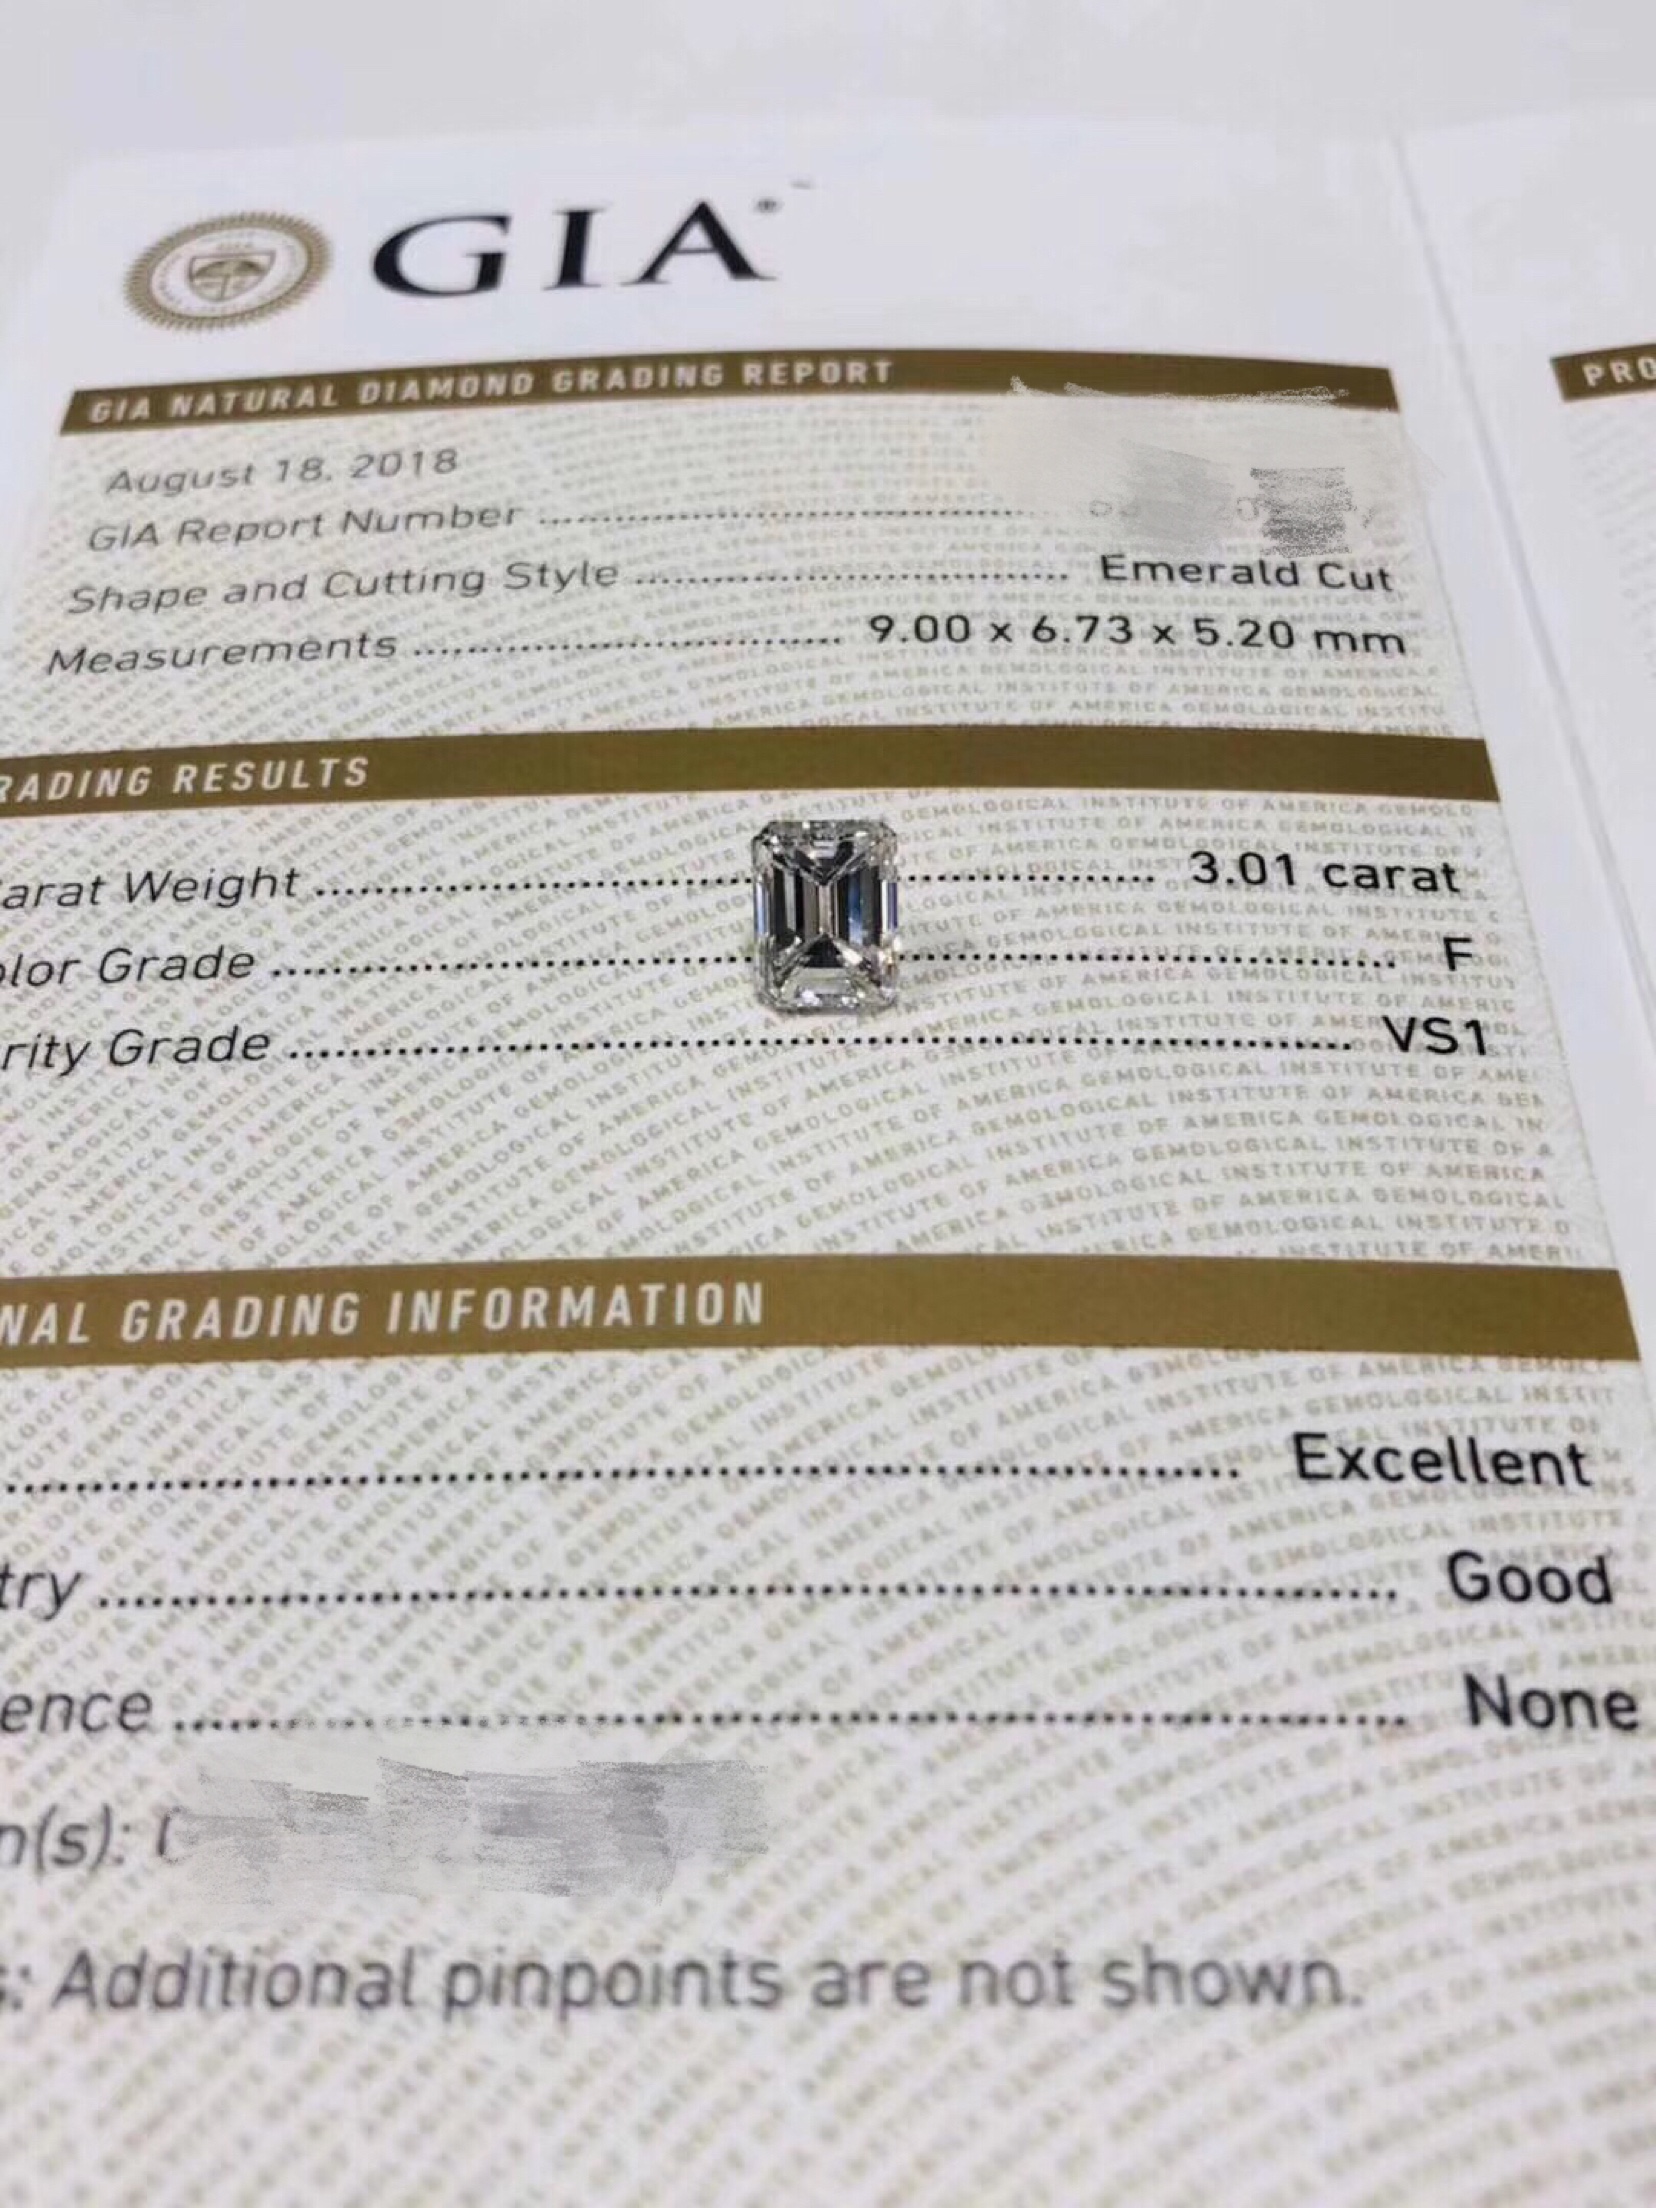 GIA®
GIA NATURAL DIAMOND GRADING REPORT
PRO
August 18, 2018
GIA Report Number
Shape and Cutting Style ........ Emerald Cut
Measurements ........ 9.00 x 6.73 x 5.20 mm
RADING RESULTS
arat Weight ........ 3.01 carat
olor Grade ........ F
rity Grade ........ VS1
NAL GRADING INFORMATION
........ Excellent
try ........ Good
ence ........ None
n(s):
s: Additional pinpoints are not shown.